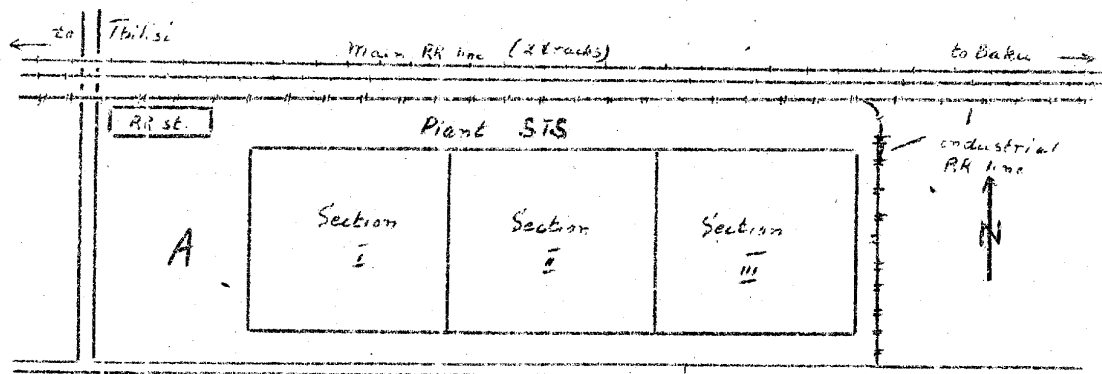 to Tbilisi
Main RR line (2 tracks)
to Baku
RR st.
Plant STS
industrial
RR line
Section
I
Section
II
Section
III
A
N